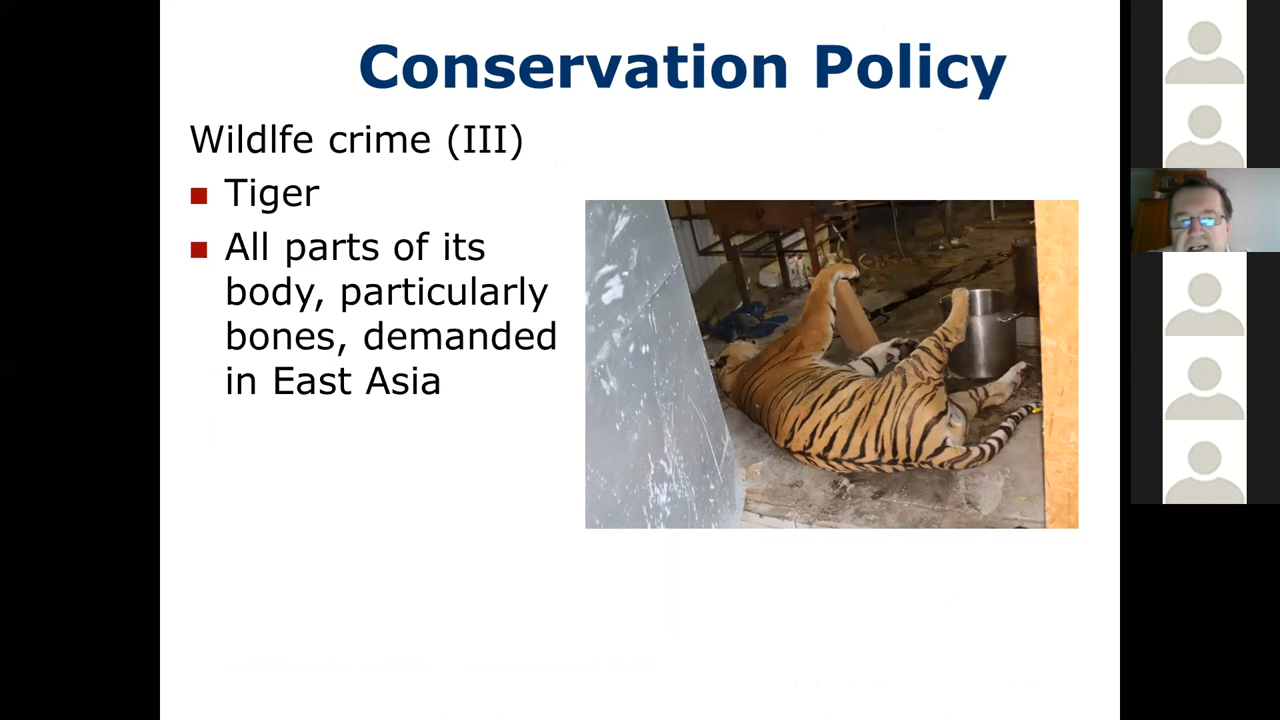 Conservation Policy
Wildlfe crime (III)
Tiger
All parts of its
body, particularly
bones, demanded
in East Asia